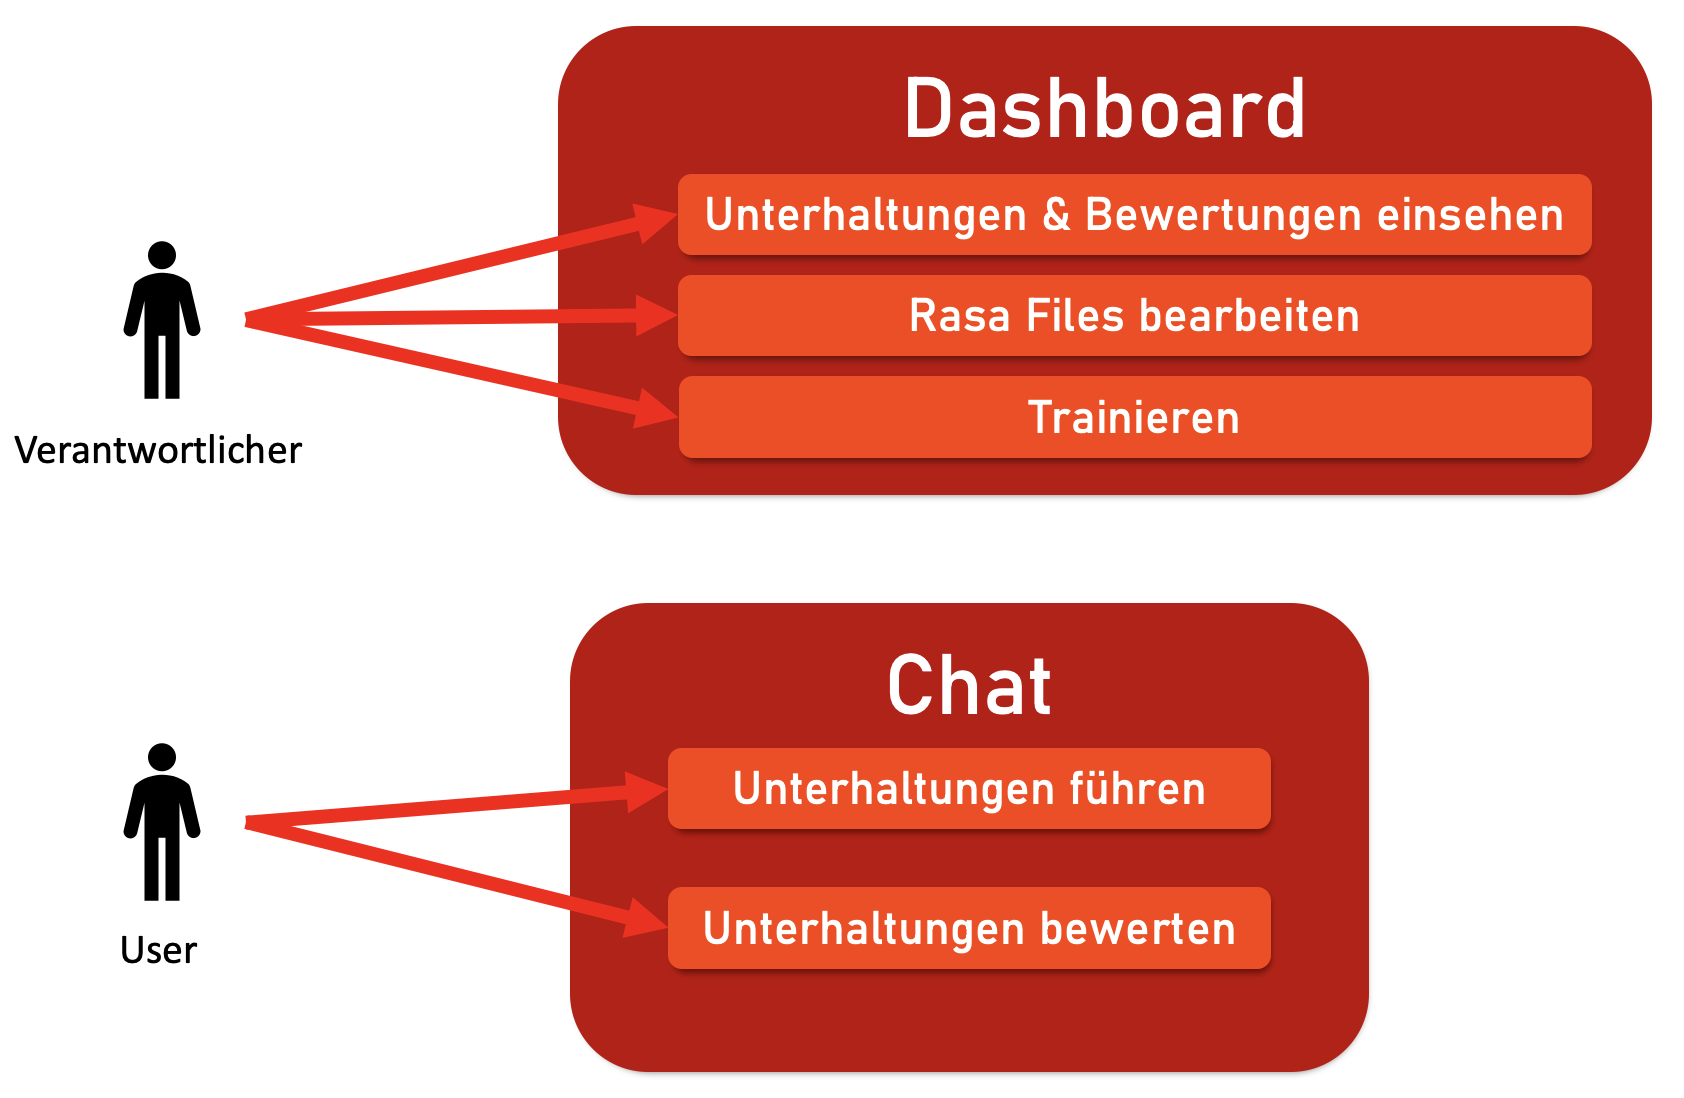 Dashboard
Unterhaltungen & Bewertungen einsehen
Rasa Files bearbeiten
Trainieren
Verantwortlicher
Chat
Unterhaltungen führen
Unterhaltungen bewerten
User